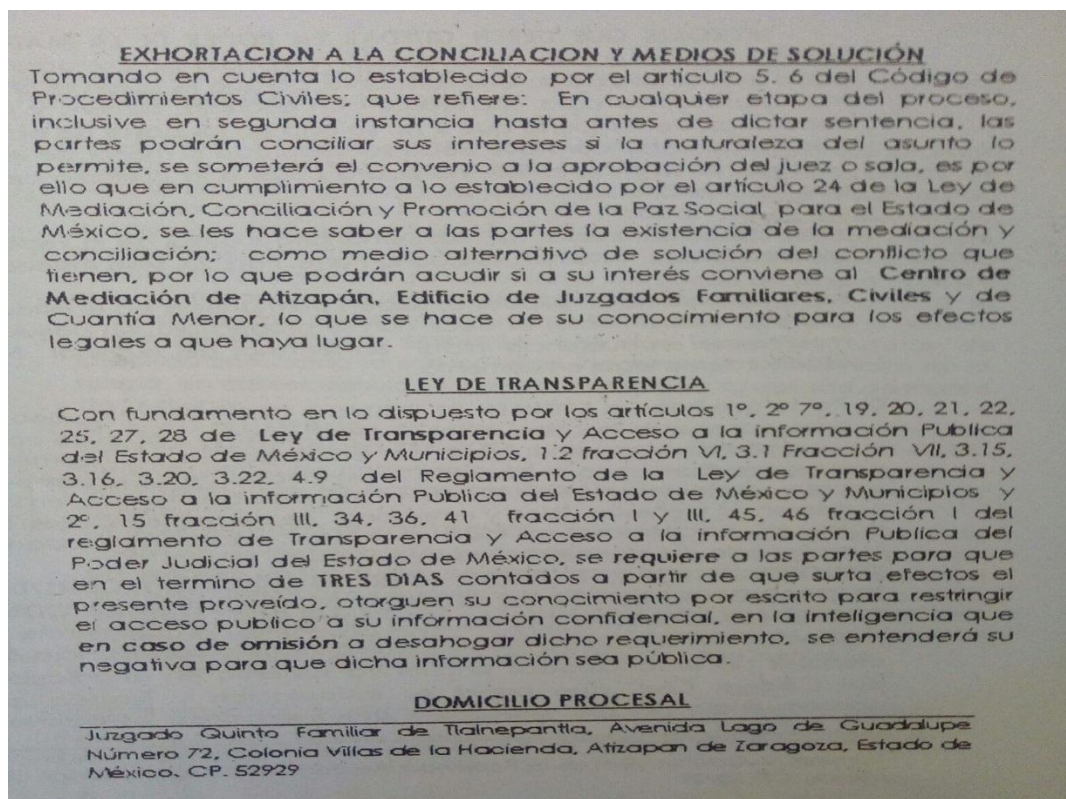 EXHORTACION A LA CONCILIACION Y MEDIOS DE SOLUCIÓN
Tomando en cuenta lo establecido por el artículo 5. 6 del Código de
Procedimientos Civiles; que refiere: En cualquier etapa del proceso,
inclusive en segunda instancia hasta antes de dictar sentencia, las
partes podrán conciliar sus intereses si la naturaleza del asunto lo
permite, se someterá el convenio a la aprobación del juez o sala, es por
ello que en cumplimiento a lo establecido por el artículo 24 de la Ley de
Mediación, Conciliación y Promoción de la Paz Social para el Estado de
México, se les hace saber a las partes la existencia de la mediación y
conciliación; como medio alternativo de solución del conflicto que
tienen, por lo que podrán acudir si a su interés conviene al Centro de
Mediación de Atizapán, Edificio de Juzgados Familiares, Civiles y de
Cuantía Menor, lo que se hace de su conocimiento para los efectos
legales a que haya lugar.
LEY DE TRANSPARENCIA
Con fundamento en lo dispuesto por los artículos 1º, 2º 7º, 19, 20, 21, 22,
25, 27, 28 de Ley de Transparencia y Acceso a la información Publica
del Estado de México y Municipios, 1.2 fracción VI, 3.1 Fracción VII, 3.15,
3.16, 3.20, 3.22, 4.9 del Reglamento de la Ley de Transparencia y
Acceso a la información Publica del Estado de México y Municipios y
2º, 15 fracción III, 34, 36, 41 fracción I y III, 45, 46 fracción I del
reglamento de Transparencia y Acceso a la información Publica del
Poder Judicial del Estado de México, se requiere a las partes para que
en el termino de TRES DIAS contados a partir de que surta efectos el
presente proveído, otorguen su conocimiento por escrito para restringir
el acceso publico a su información confidencial, en la inteligencia que
en caso de omisión a desahogar dicho requerimiento, se entenderá su
negativa para que dicha información sea pública.
DOMICILIO PROCESAL
Juzgado Quinto Familiar de Tlalnepantla, Avenida Lago de Guadalupe
Número 72, Colonia Villas de la Hacienda, Atizapan de Zaragoza, Estado de
México. CP. 52929